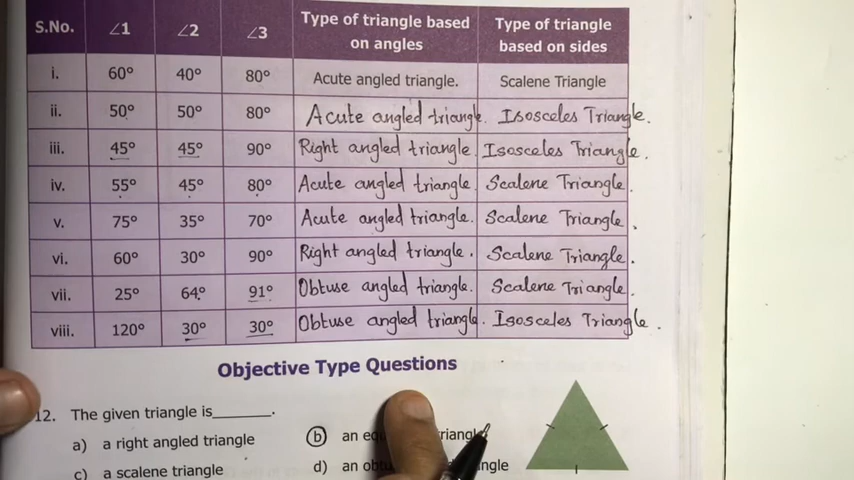 S.No. ∠1 ∠2 ∠3 Type of triangle based on angles Type of triangle based on sides
i. 60° 40° 80° Acute angled triangle. Scalene Triangle
ii. 50° 50° 80° Acute angled triangle. Isosceles Triangle.
iii. 45° 45° 90° Right angled triangle. Isosceles Triangle.
iv. 55° 45° 80° Acute angled triangle. Scalene Triangle.
v. 75° 35° 70° Acute angled triangle. Scalene Triangle.
vi. 60° 30° 90° Right angled triangle. Scalene Triangle.
vii. 25° 64° 91° Obtuse angled triangle. Scalene Triangle.
viii. 120° 30° 30° Obtuse angled triangle. Isosceles Triangle.
Objective Type Questions
12. The given triangle is______.
a) a right angled triangle b) an triangle
c) a scalene triangle d) an